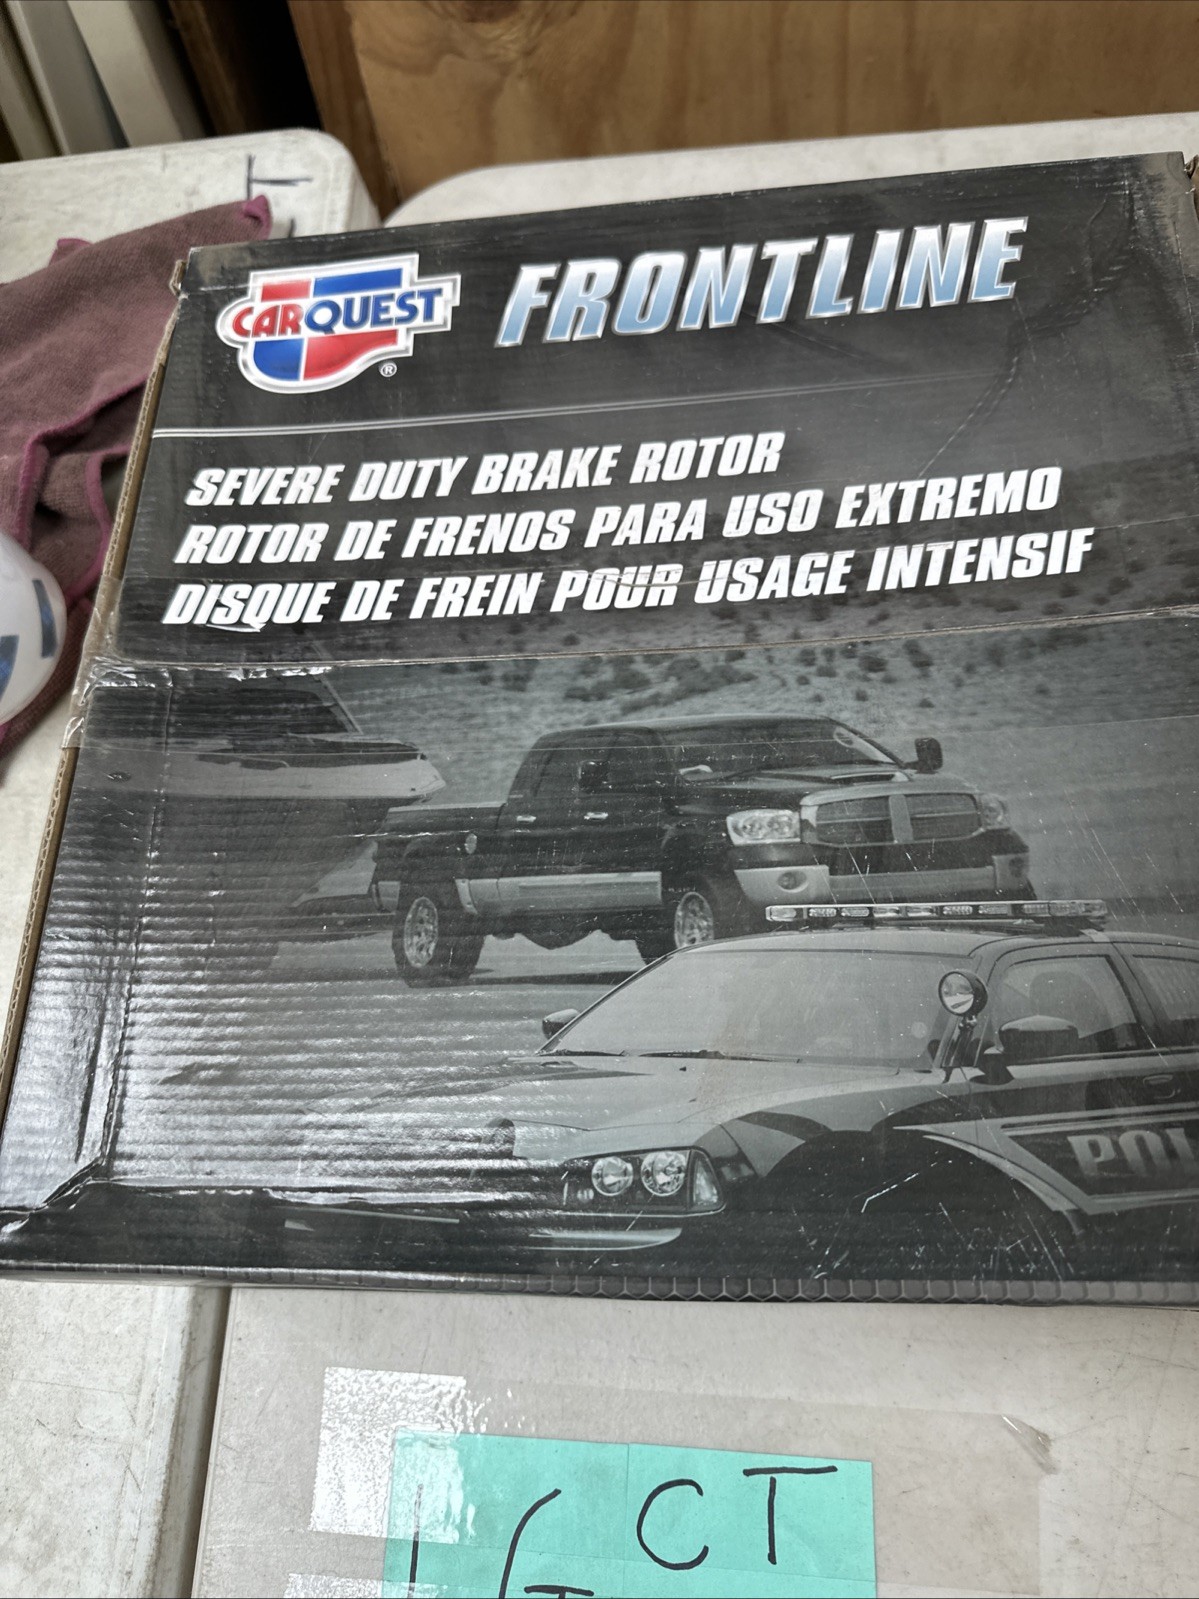 CARQUEST
®
FRONTLINE
SEVERE DUTY BRAKE ROTOR
ROTOR DE FRENOS PARA USO EXTREMO
DISQUE DE FREIN POUR USAGE INTENSIF
CT